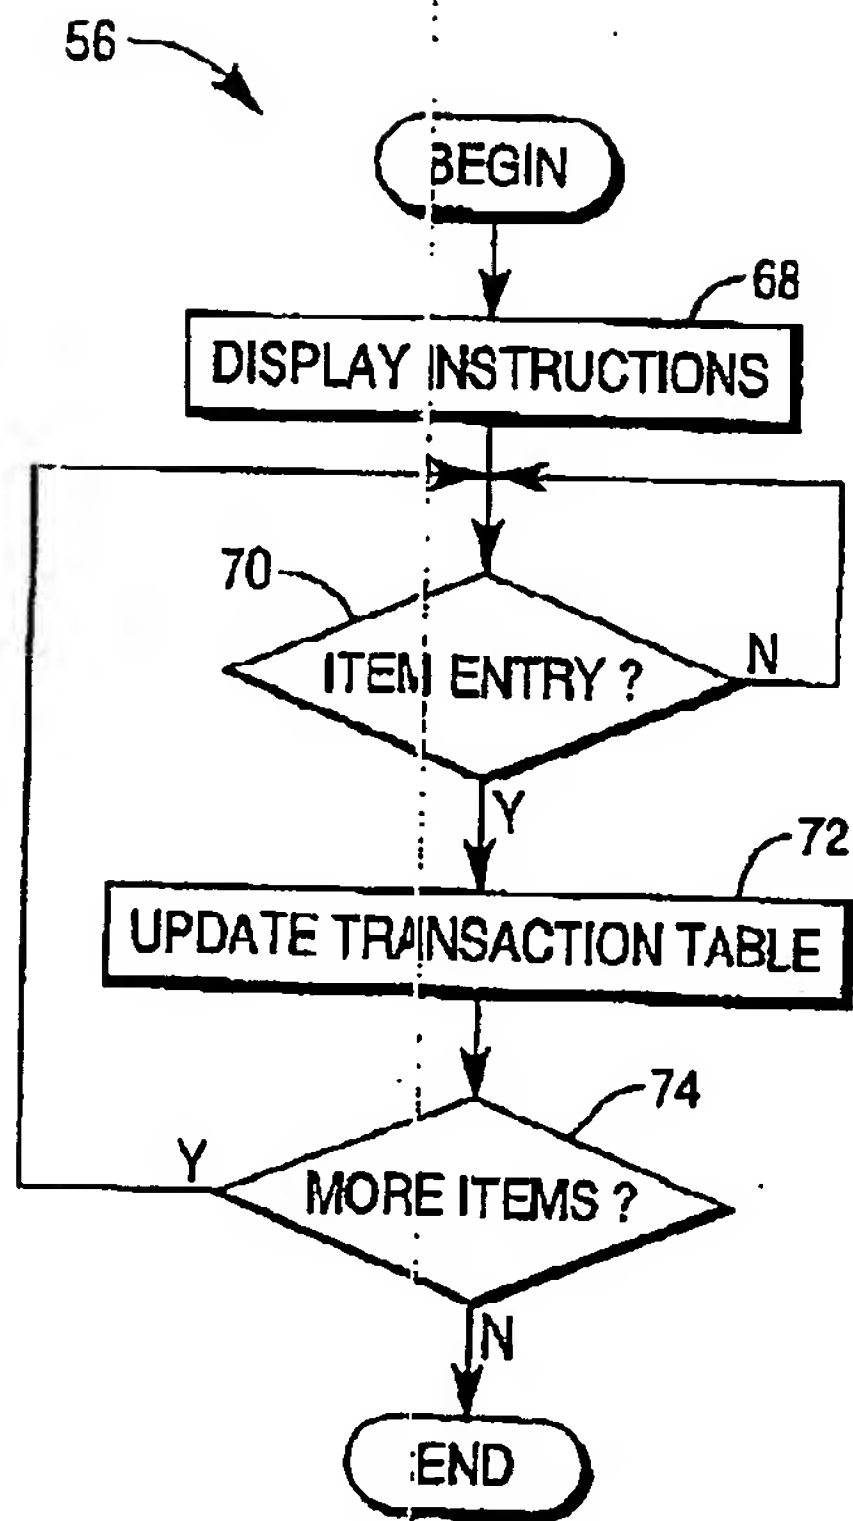 56
BEGIN
68
DISPLAY INSTRUCTIONS
70
ITEM ENTRY ?
N
Y
72
UPDATE TRANSACTION TABLE
74
Y
MORE ITEMS ?
N
END